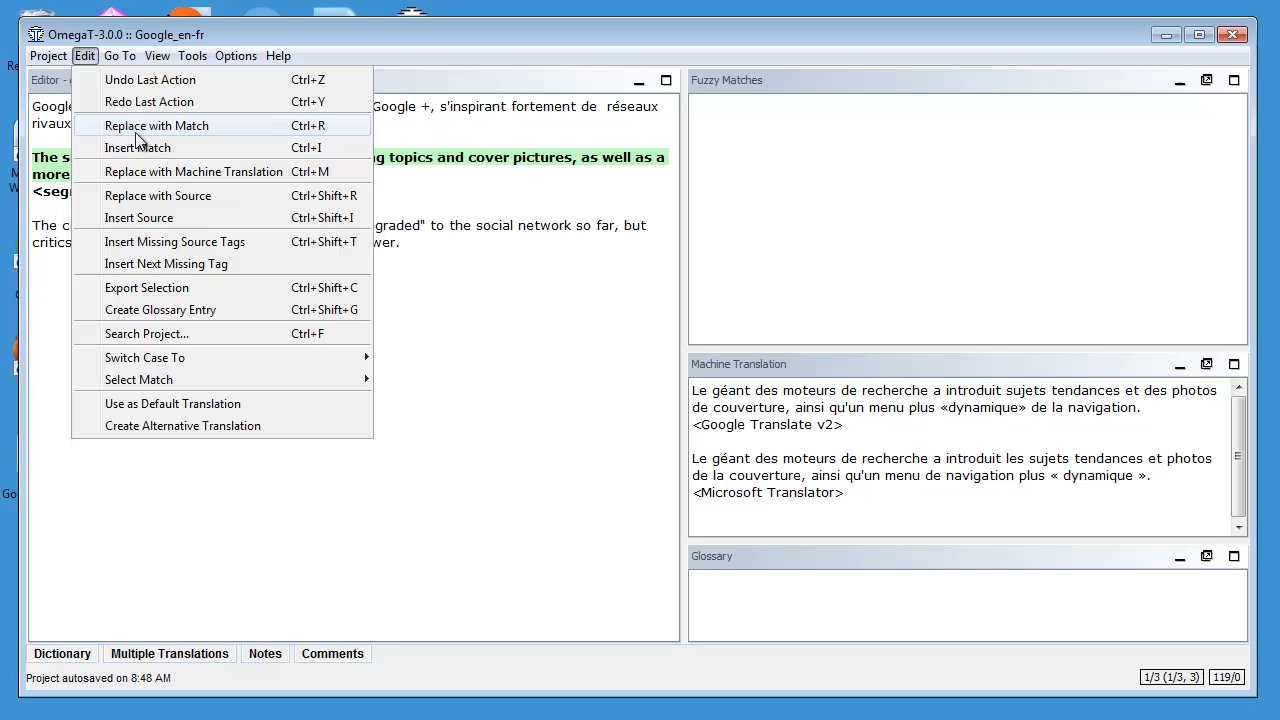 OmegaT-3.0.0 :: Google_en-fr
Project Edit Go To View Tools Options Help
Editor -
Undo Last Action Ctrl+Z
Redo Last Action Ctrl+Y
Replace with Match Ctrl+R
Insert Match Ctrl+I
Replace with Machine Translation Ctrl+M
Replace with Source Ctrl+Shift+R
Insert Source Ctrl+Shift+I
Insert Missing Source Tags Ctrl+Shift+T
Insert Next Missing Tag
Export Selection Ctrl+Shift+C
Create Glossary Entry Ctrl+Shift+G
Search Project... Ctrl+F
Switch Case To
Select Match
Use as Default Translation
Create Alternative Translation
Google +, s'inspirant fortement de réseaux
rivaux
The s g topics and cover pictures, as well as a
more
<segr
The c graded" to the social network so far, but
critics wer.
Fuzzy Matches
Machine Translation
Le géant des moteurs de recherche a introduit sujets tendances et des photos
de couverture, ainsi qu'un menu plus «dynamique» de la navigation.
<Google Translate v2>
Le géant des moteurs de recherche a introduit les sujets tendances et photos
de la couverture, ainsi qu'un menu de navigation plus « dynamique ».
<Microsoft Translator>
Glossary
Dictionary Multiple Translations Notes Comments
Project autosaved on 8:48 AM
1/3 (1/3, 3) 119/0